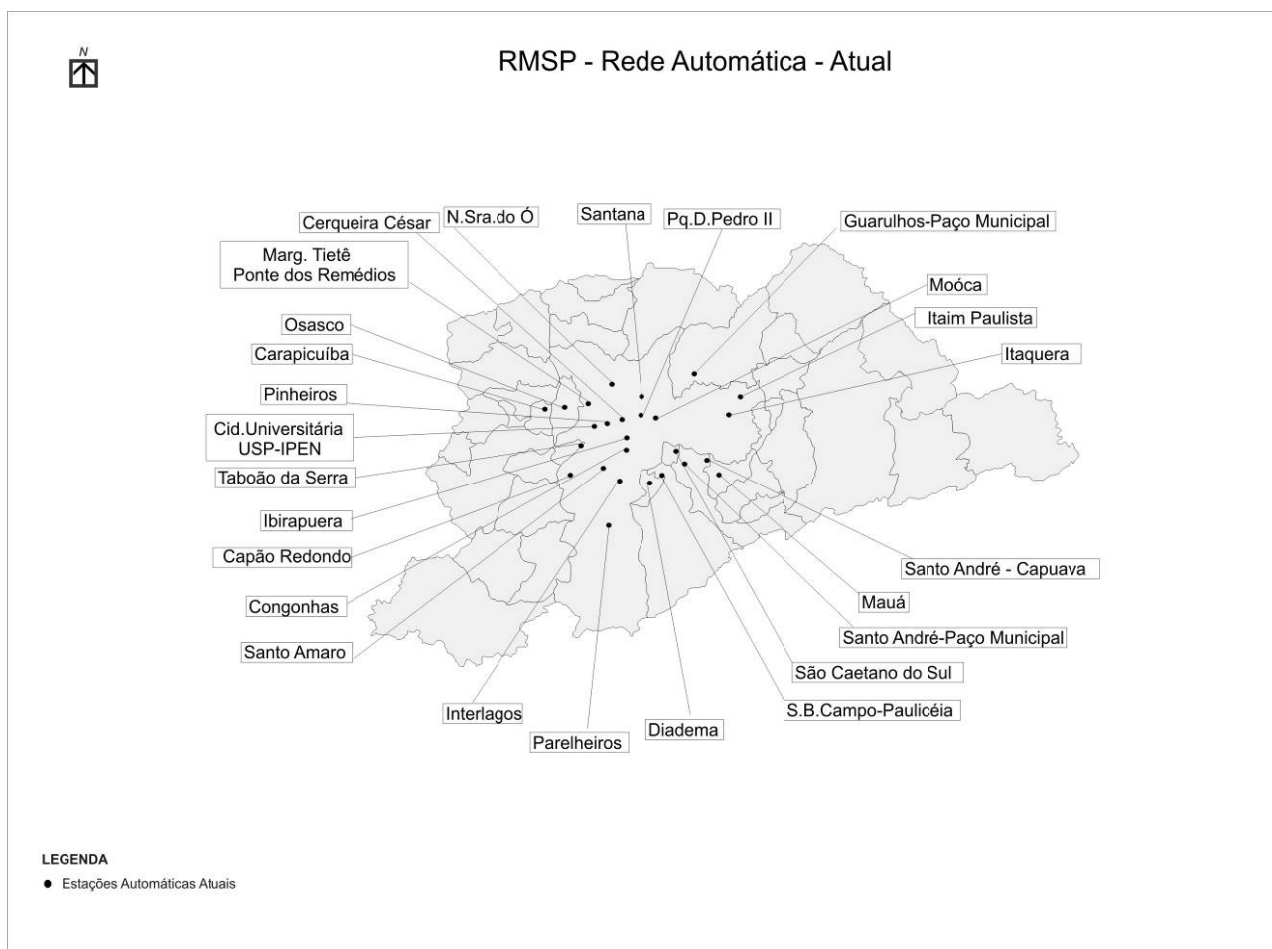 N
RMSP - Rede Automática - Atual
Cerqueira César
N.Sra.do Ó
Santana
Pq.D.Pedro II
Guarulhos-Paço Municipal
Marg. Tietê
Ponte dos Remédios
Moóca
Osasco
Itaim Paulista
Carapicuíba
Itaquera
Pinheiros
Cid.Universitária
USP-IPEN
Taboão da Serra
Ibirapuera
Capão Redondo
Santo André - Capuava
Congonhas
Mauá
Santo André-Paço Municipal
Santo Amaro
São Caetano do Sul
Interlagos
S.B.Campo-Paulicéia
Diadema
Parelheiros
LEGENDA
Estações Automáticas Atuais